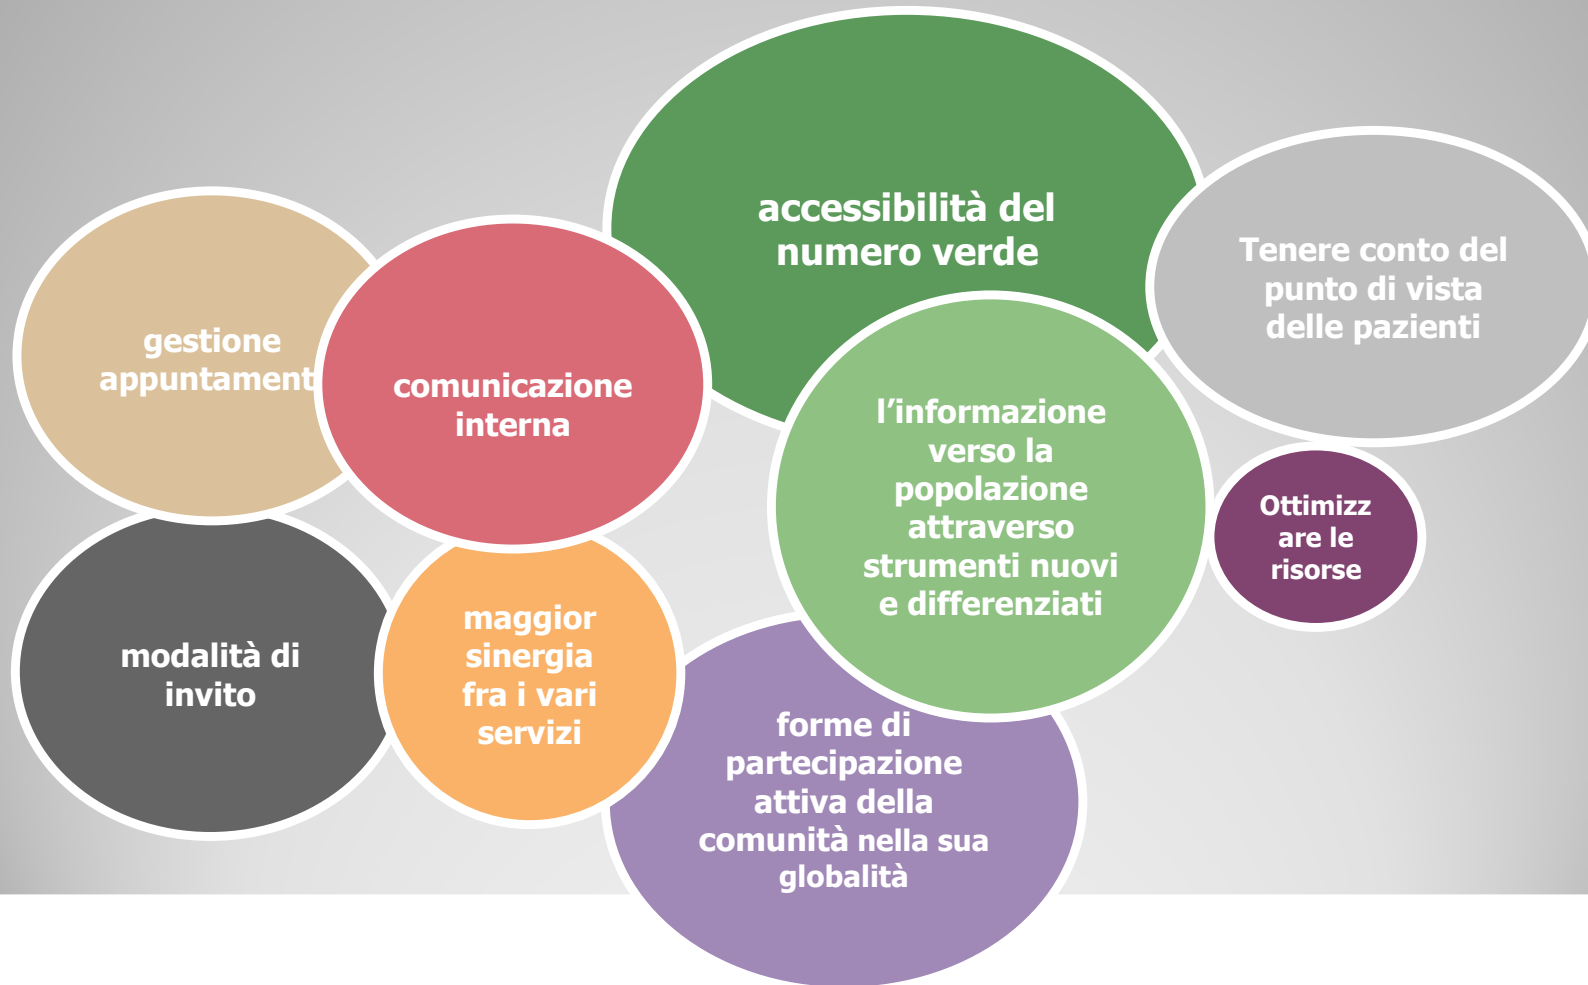 accessibilità del
numero verde
Tenere conto del
punto di vista
delle pazienti
gestione
appuntament
comunicazione
interna
l’informazione
verso la
popolazione
attraverso
strumenti nuovi
e differenziati
Ottimizz
are le
risorse
modalità di
invito
maggior
sinergia
fra i vari
servizi
forme di
partecipazione
attiva della
comunità nella sua
globalità